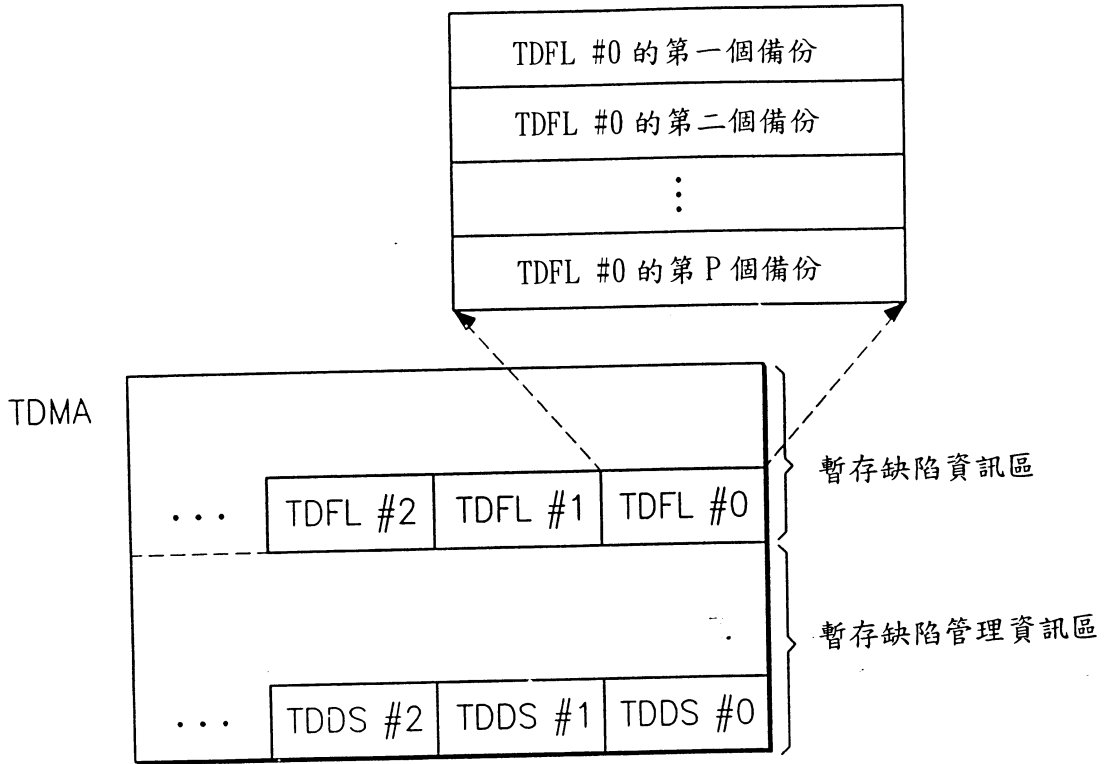 TDFL #0 的第一個備份
TDFL #0 的第二個備份
⋮
TDFL #0 的第 P 個備份
TDMA
暫存缺陷資訊區
... TDFL #2 TDFL #1 TDFL #0
暫存缺陷管理資訊區
... TDDS #2 TDDS #1 TDDS #0